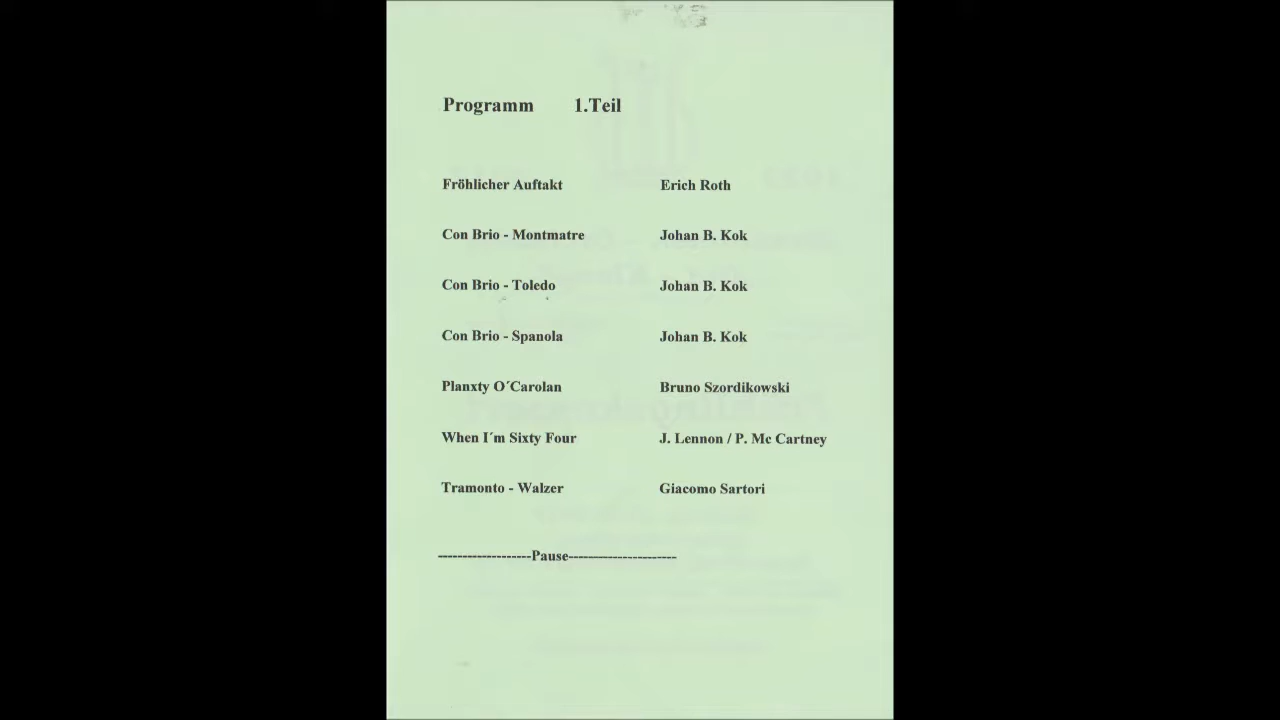 Programm 1.Teil
Fröhlicher Auftakt Erich Roth
Con Brio - Montmatre Johan B. Kok
Con Brio - Toledo Johan B. Kok
Con Brio - Spanola Johan B. Kok
Planxty O´Carolan Bruno Szordikowski
When I´m Sixty Four J. Lennon / P. Mc Cartney
Tramonto - Walzer Giacomo Sartori
-------------------Pause----------------------